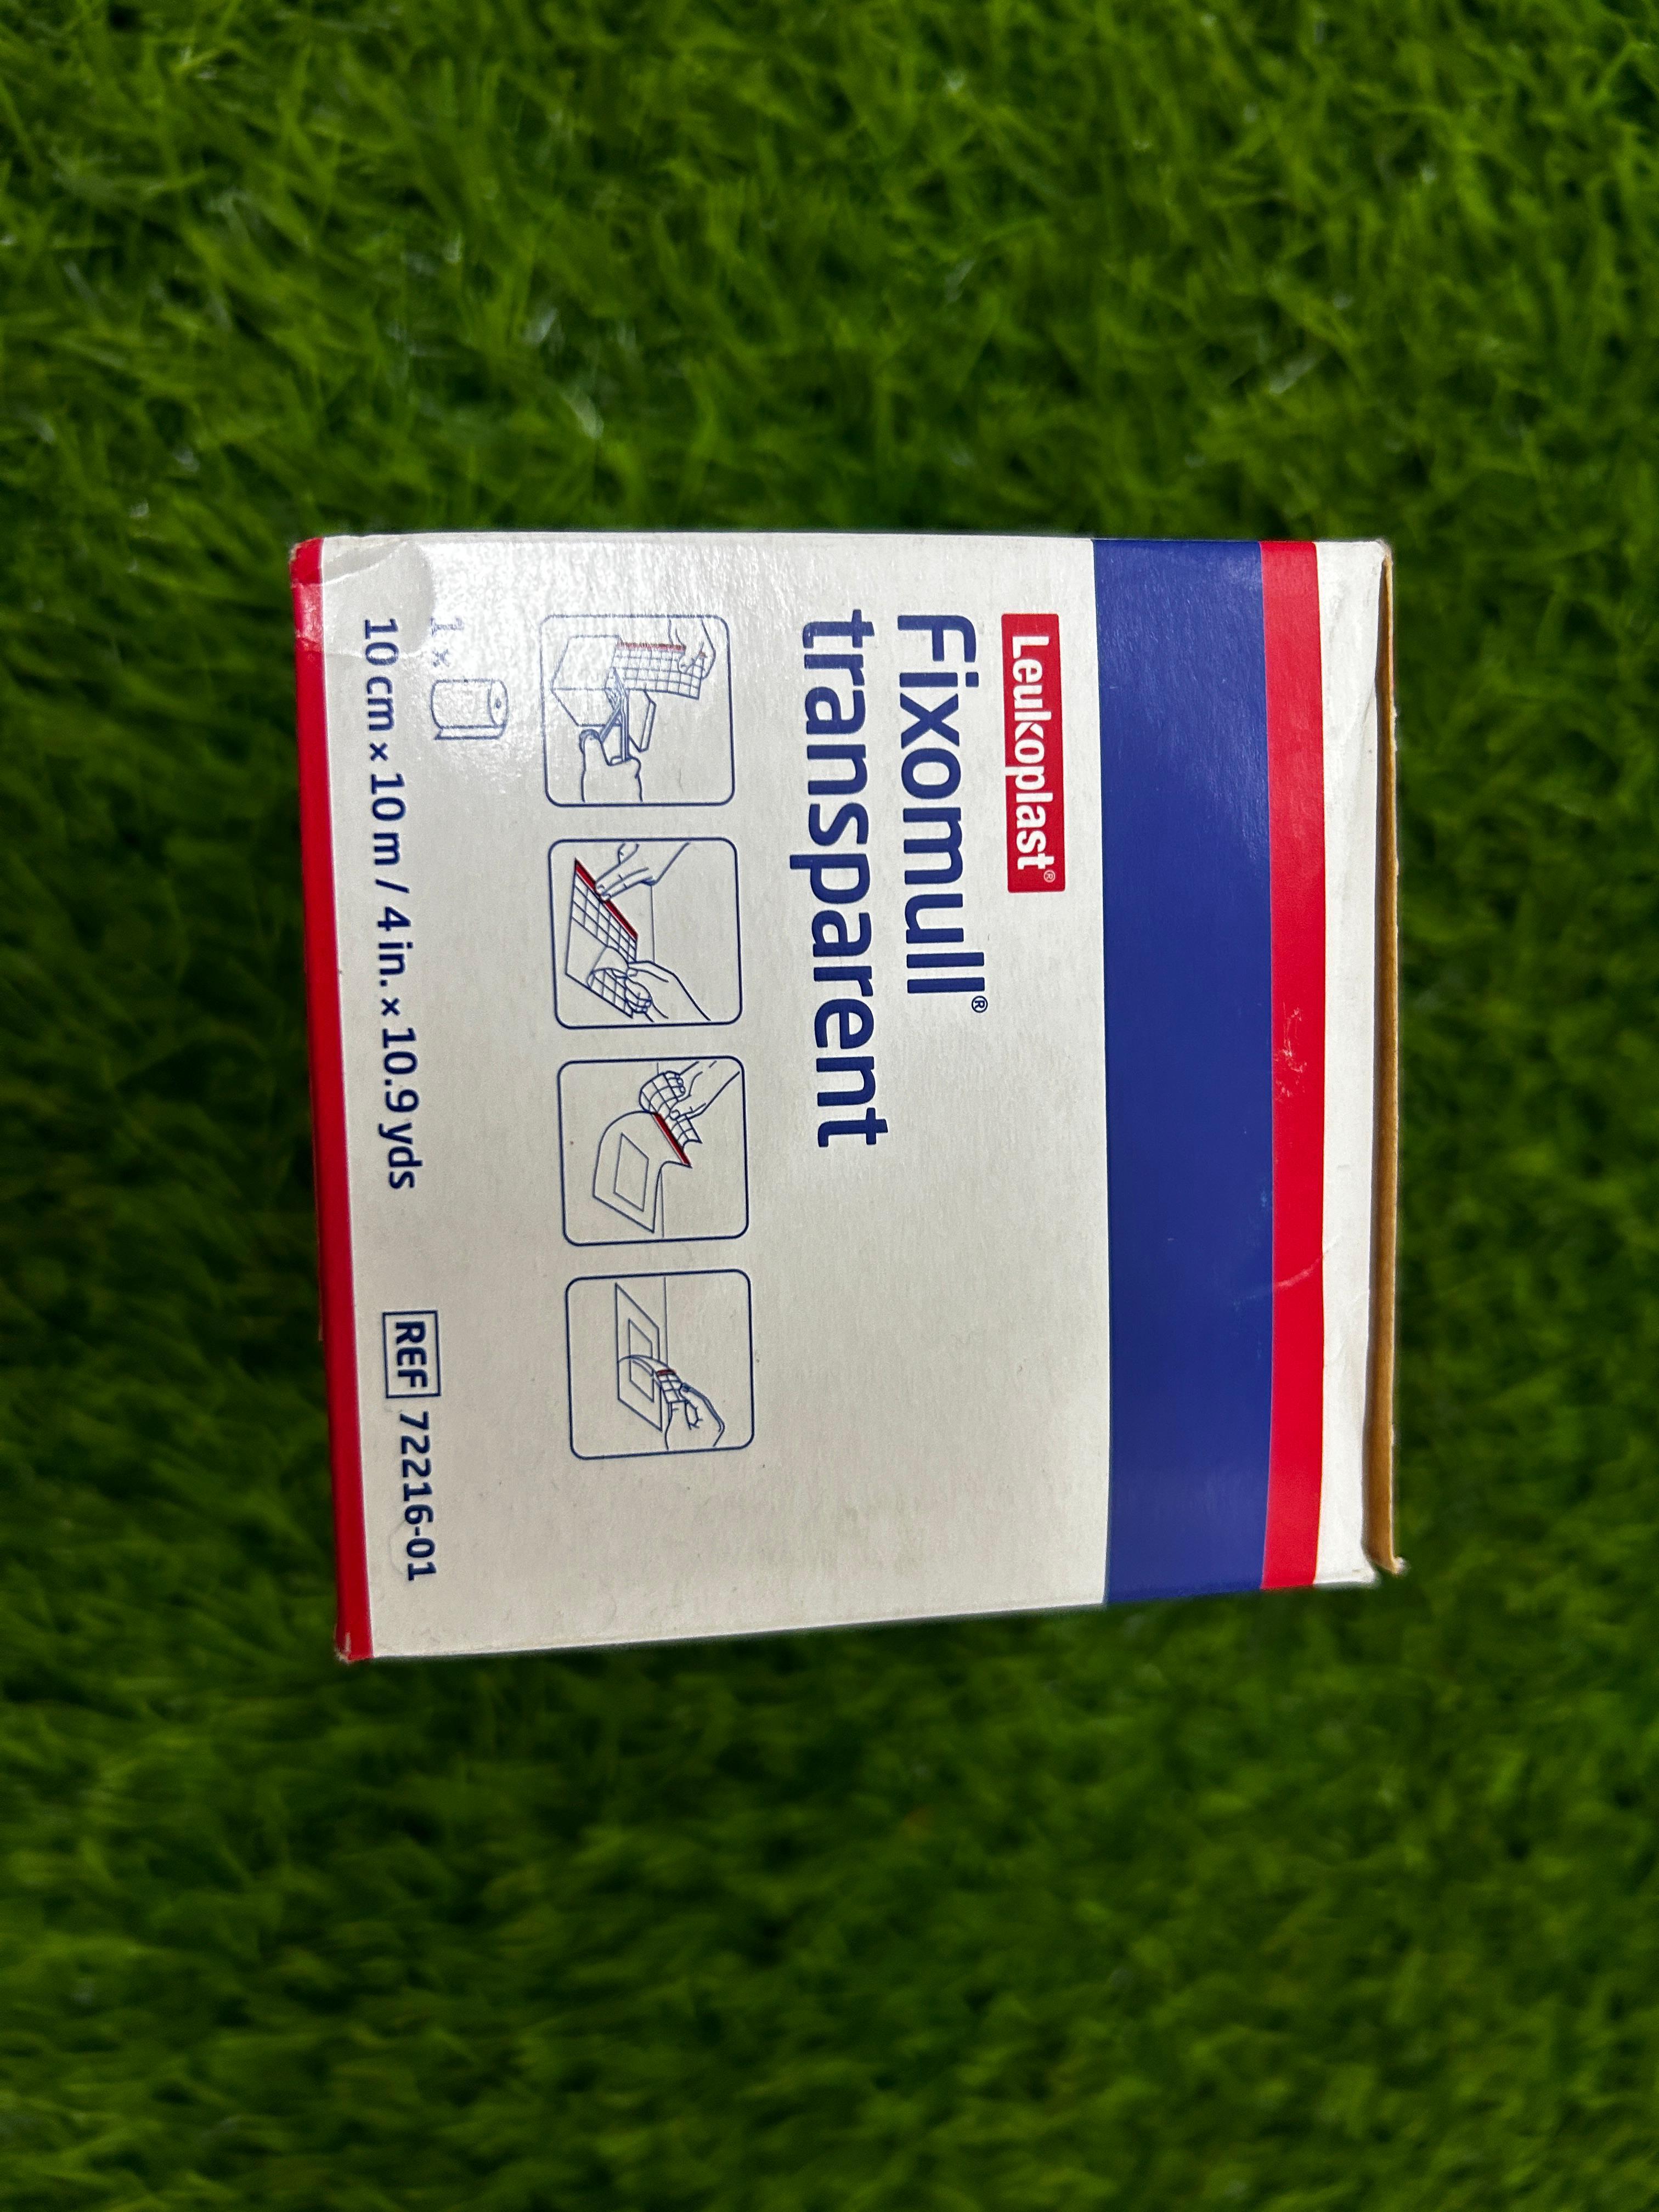 Leukoplast®
Fixomull®
transparent
1×
10 cm × 10 m / 4 in. × 10.9 yds
REF 72216-01